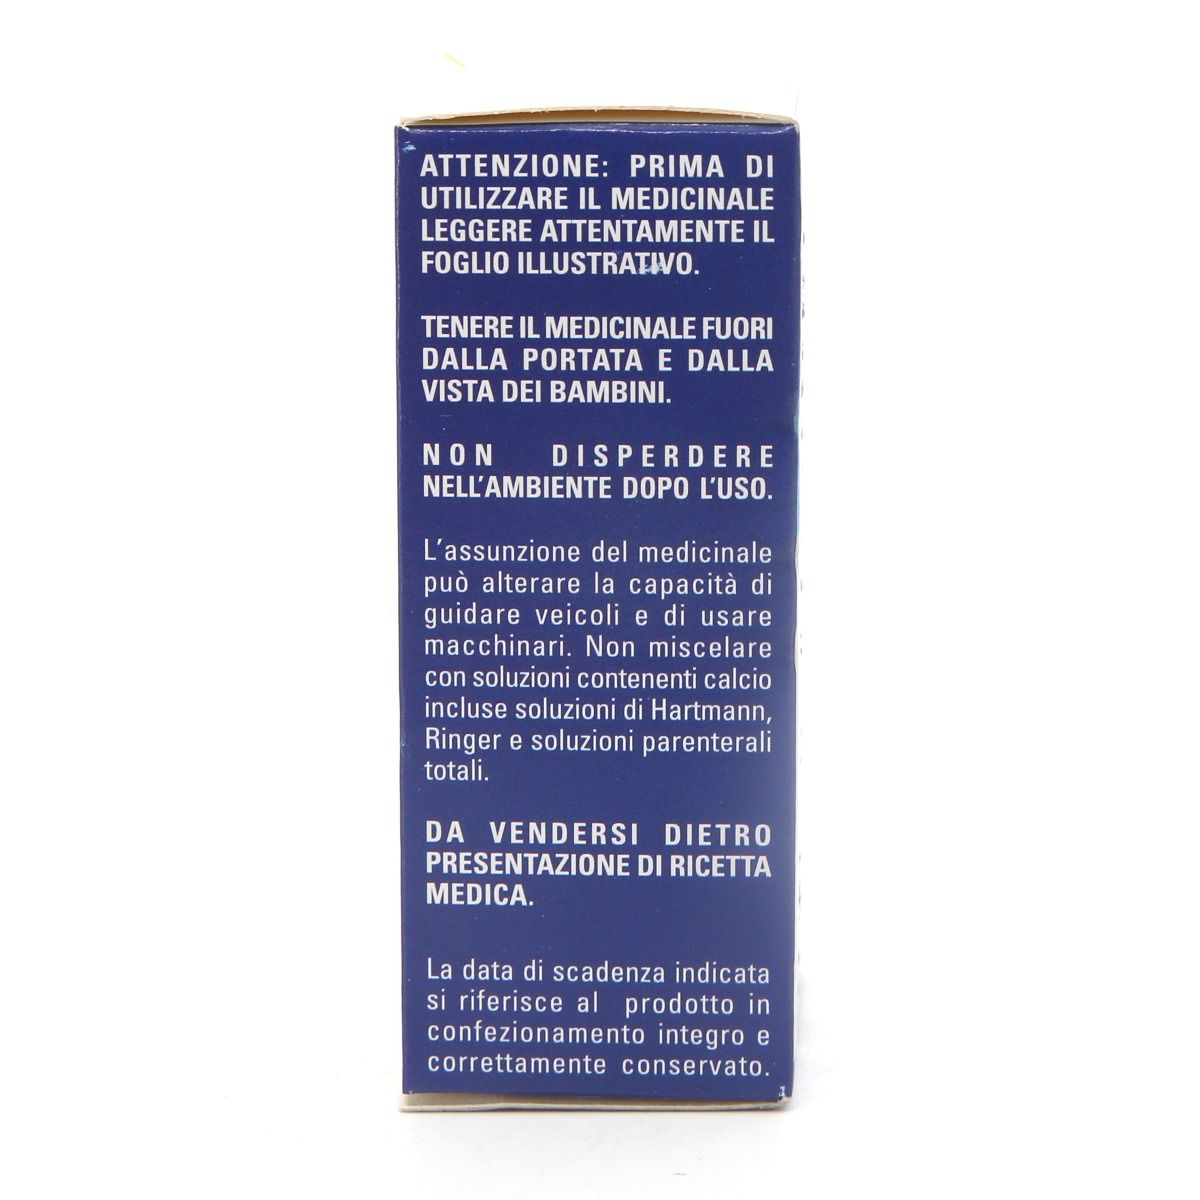 ATTENZIONE: PRIMA DI
UTILIZZARE IL MEDICINALE
LEGGERE ATTENTAMENTE IL
FOGLIO ILLUSTRATIVO.
TENERE IL MEDICINALE FUORI
DALLA PORTATA E DALLA
VISTA DEI BAMBINI.
NON DISPERDERE
NELL'AMBIENTE DOPO L'USO.
L'assunzione del medicinale
può alterare la capacità di
guidare veicoli e di usare
macchinari. Non miscelare
con soluzioni contenenti calcio
incluse soluzioni di Hartmann,
Ringer e soluzioni parenterali
totali.
DA VENDERSI DIETRO
PRESENTAZIONE DI RICETTA
MEDICA.
La data di scadenza indicata
si riferisce al prodotto in
confezionamento integro e
correttamente conservato.